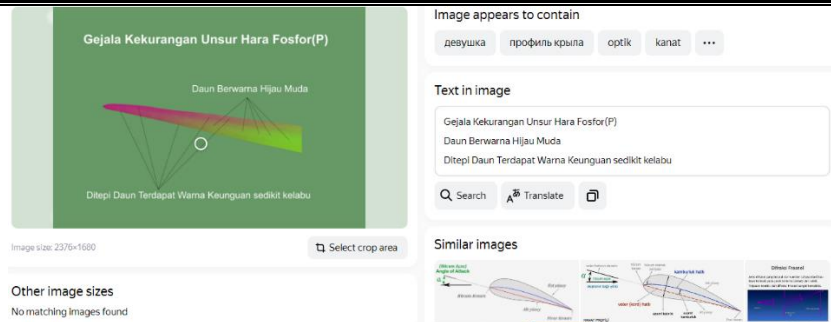 Gejala Kekurangan Unsur Hara Fosfor(P)
Daun Berwarna Hijau Muda
Ditepi Daun Terdapat Warna Keunguan sedikit kelabu
Image size: 2376×1680
Select crop area
Other image sizes
No matching images found
Image appears to contain
девушка
профиль крыла
optik
kanat
Text in image
Gejala Kekurangan Unsur Hara Fosfor(P)
Daun Berwarna Hijau Muda
Ditepi Daun Terdapat Warna Keunguan sedikit kelabu
Search
Translate
Similar images
Angle of Attack